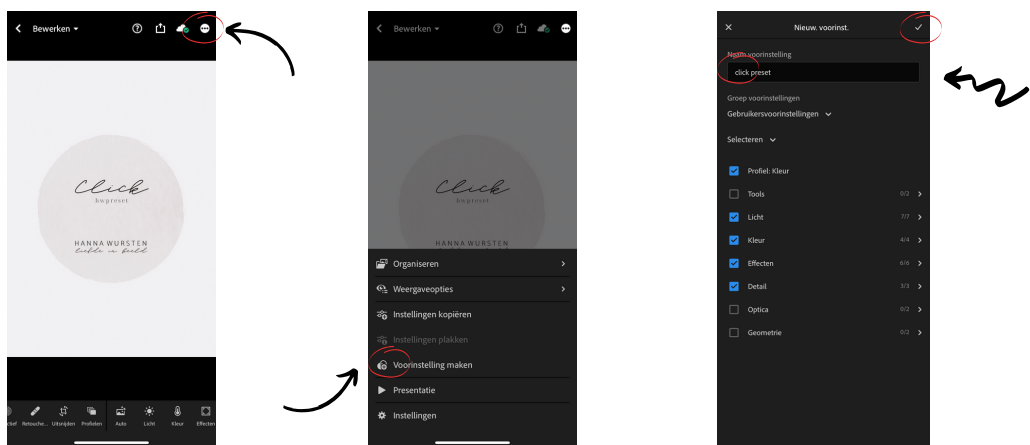 Bewerken
Click
bwpreset
HANNA WURSTEN
liefde in beeld
Retouche...
Uitsnijden
Profielen
Auto
Licht
Kleur
Effecten
Bewerken
Click
bwpreset
HANNA WURSTEN
Organiseren
Weergaveopties
Instellingen kopiëren
Instellingen plakken
Voorinstelling maken
Presentatie
Instellingen
Nieuw. voorinst.
Naam voorinstelling
click preset
Groep voorinstellingen
Gebruikersvoorinstellingen
Selecteren
Profiel: Kleur
Tools 0/2
Licht 7/7
Kleur 4/4
Effecten 6/6
Detail 3/3
Optica 0/2
Geometrie 0/2